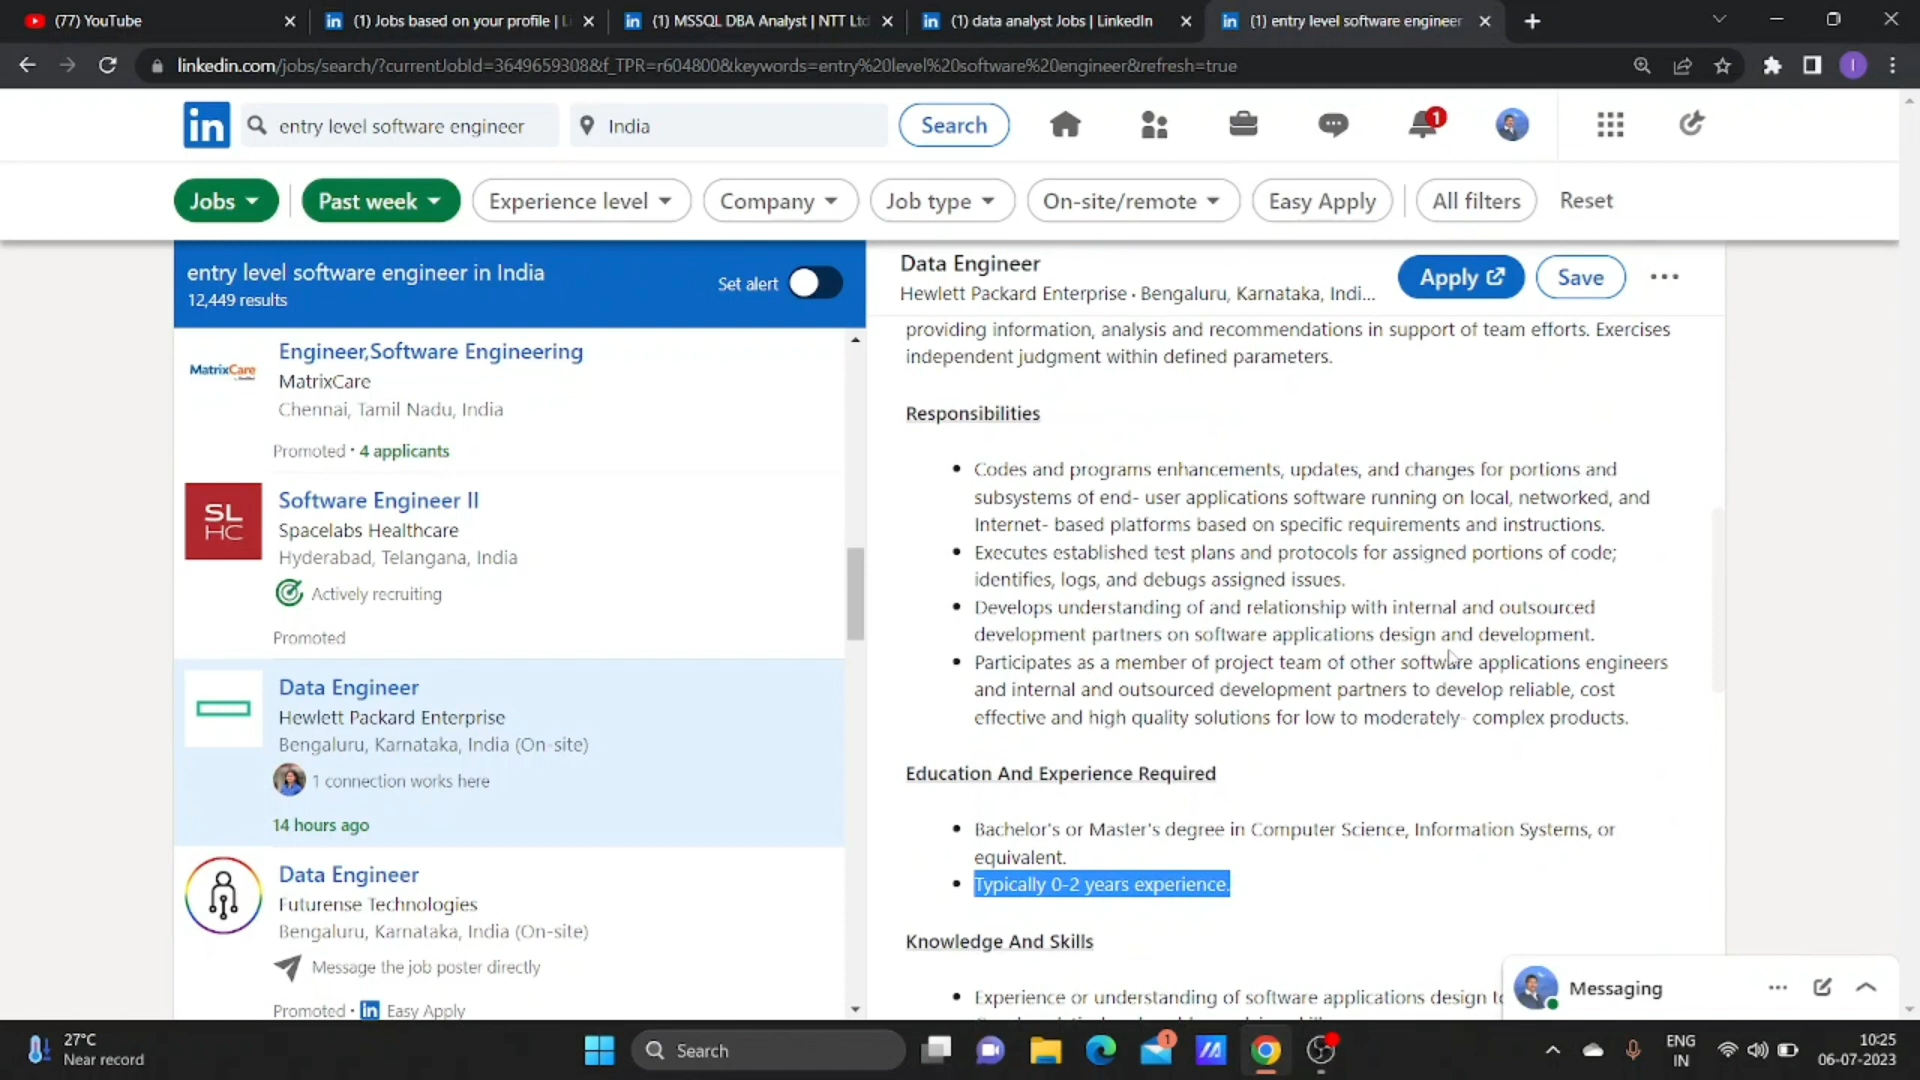 (77) YouTube
(1) Jobs based on your profile | L
(1) MSSQL DBA Analyst | NTT Ltd
(1) data analyst Jobs | LinkedIn
(1) entry level software engineer
linkedin.com/jobs/search/?currentJobId=3649659308&f_TPR=r604800&keywords=entry%20level%20software%20engineer&refresh=true
I
in
entry level software engineer
India
Search
1
Jobs
Past week
Experience level
Company
Job type
On-site/remote
Easy Apply
All filters
Reset
entry level software engineer in India
12,449 results
Set alert
MatrixCare
Engineer,Software Engineering
MatrixCare
Chennai, Tamil Nadu, India
Promoted · 4 applicants
SL
HC
Software Engineer II
Spacelabs Healthcare
Hyderabad, Telangana, India
Actively recruiting
Promoted
Data Engineer
Hewlett Packard Enterprise
Bengaluru, Karnataka, India (On-site)
1 connection works here
14 hours ago
Data Engineer
Futurense Technologies
Bengaluru, Karnataka, India (On-site)
Message the job poster directly
Promoted · in Easy Apply
Data Engineer
Hewlett Packard Enterprise · Bengaluru, Karnataka, Indi...
Apply
Save
providing information, analysis and recommendations in support of team efforts. Exercises
independent judgment within defined parameters.
Responsibilities
• Codes and programs enhancements, updates, and changes for portions and
subsystems of end- user applications software running on local, networked, and
Internet- based platforms based on specific requirements and instructions.
• Executes established test plans and protocols for assigned portions of code;
identifies, logs, and debugs assigned issues.
• Develops understanding of and relationship with internal and outsourced
development partners on software applications design and development.
• Participates as a member of project team of other software applications engineers
and internal and outsourced development partners to develop reliable, cost
effective and high quality solutions for low to moderately- complex products.
Education And Experience Required
• Bachelor's or Master's degree in Computer Science, Information Systems, or
equivalent.
• Typically 0-2 years experience.
Knowledge And Skills
• Experience or understanding of software applications design
Messaging
27°C
Near record
Search
1
ENG
IN
10:25
06-07-2023